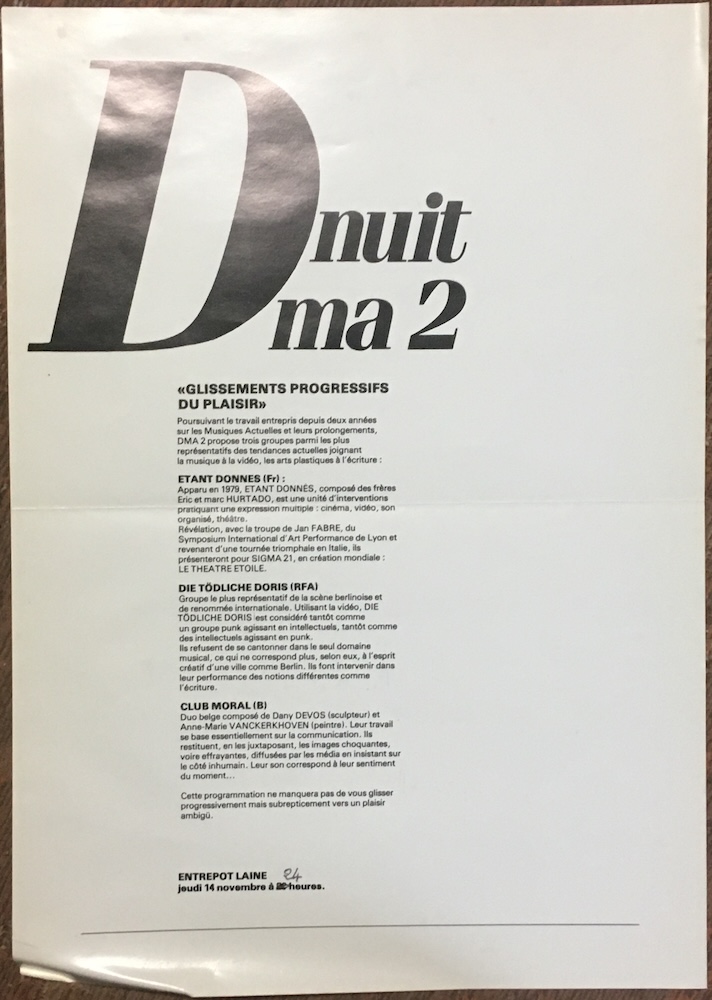 D nuit
ma 2
«GLISSEMENTS PROGRESSIFS
DU PLAISIR»
Poursuivant le travail entrepris depuis deux années
sur les Musiques Actuelles et leurs prolongements,
DMA 2 propose trois groupes parmi les plus
représentatifs des tendances actuelles joignant
la musique à la vidéo, les arts plastiques à l'écriture :
ETANT DONNES (Fr) :
Apparu en 1979, ETANT DONNÉS, composé des frères
Eric et marc HURTADO, est une unité d'interventions
pratiquant une expression multiple : cinéma, vidéo, son
organisé, théâtre.
Révélation, avec la troupe de Jan FABRE, du
Symposium International d'Art Performance de Lyon et
revenant d'une tournée triomphale en Italie, ils
présenteront pour SIGMA 21, en création mondiale :
LE THEATRE ETOILE.
DIE TÖDLICHE DORIS (RFA)
Groupe le plus représentatif de la scène berlinoise et
de renommée internationale. Utilisant la vidéo, DIE
TÖDLICHE DORIS est considéré tantôt comme
un groupe punk agissant en intellectuels, tantôt comme
des intellectuels agissant en punk.
Ils refusent de se cantonner dans le seul domaine
musical, ce qui ne correspond plus, selon eux, à l'esprit
créatif d'une ville comme Berlin. Ils font intervenir dans
leur performance des notions différentes comme
l'écriture.
CLUB MORAL (B)
Duo belge composé de Dany DEVOS (sculpteur) et
Anne-Marie VANCKERKHOVEN (peintre). Leur travail
se base essentiellement sur la communication. Ils
restituent, en les juxtaposant, les images choquantes,
voire effrayantes, diffusées par les média en insistant sur
le côté inhumain. Leur son correspond à leur sentiment
du moment...
Cette programmation ne manquera pas de vous glisser
progressivement mais subrepticement vers un plaisir
ambigü.
ENTREPOT LAINE 24
jeudi 14 novembre à heures.